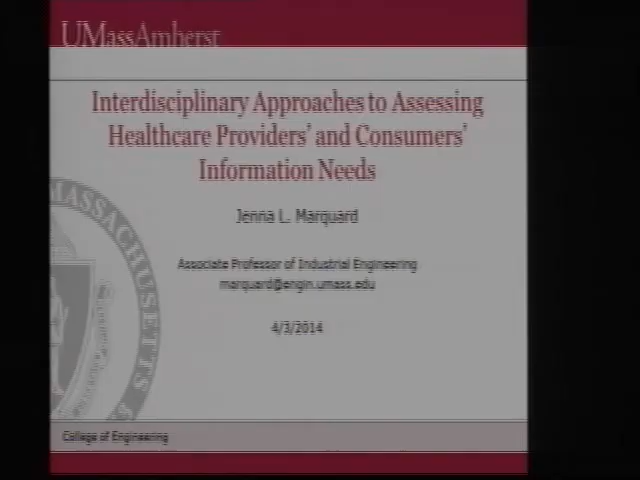 UMassAmherst
Interdisciplinary Approaches to Assessing
Healthcare Providers' and Consumers'
Information Needs
Jenna L. Marquard
Associate Professor of Industrial Engineering
marquard@engin.umass.edu
4/3/2014
MASSACHUSETTS
College of Engineering